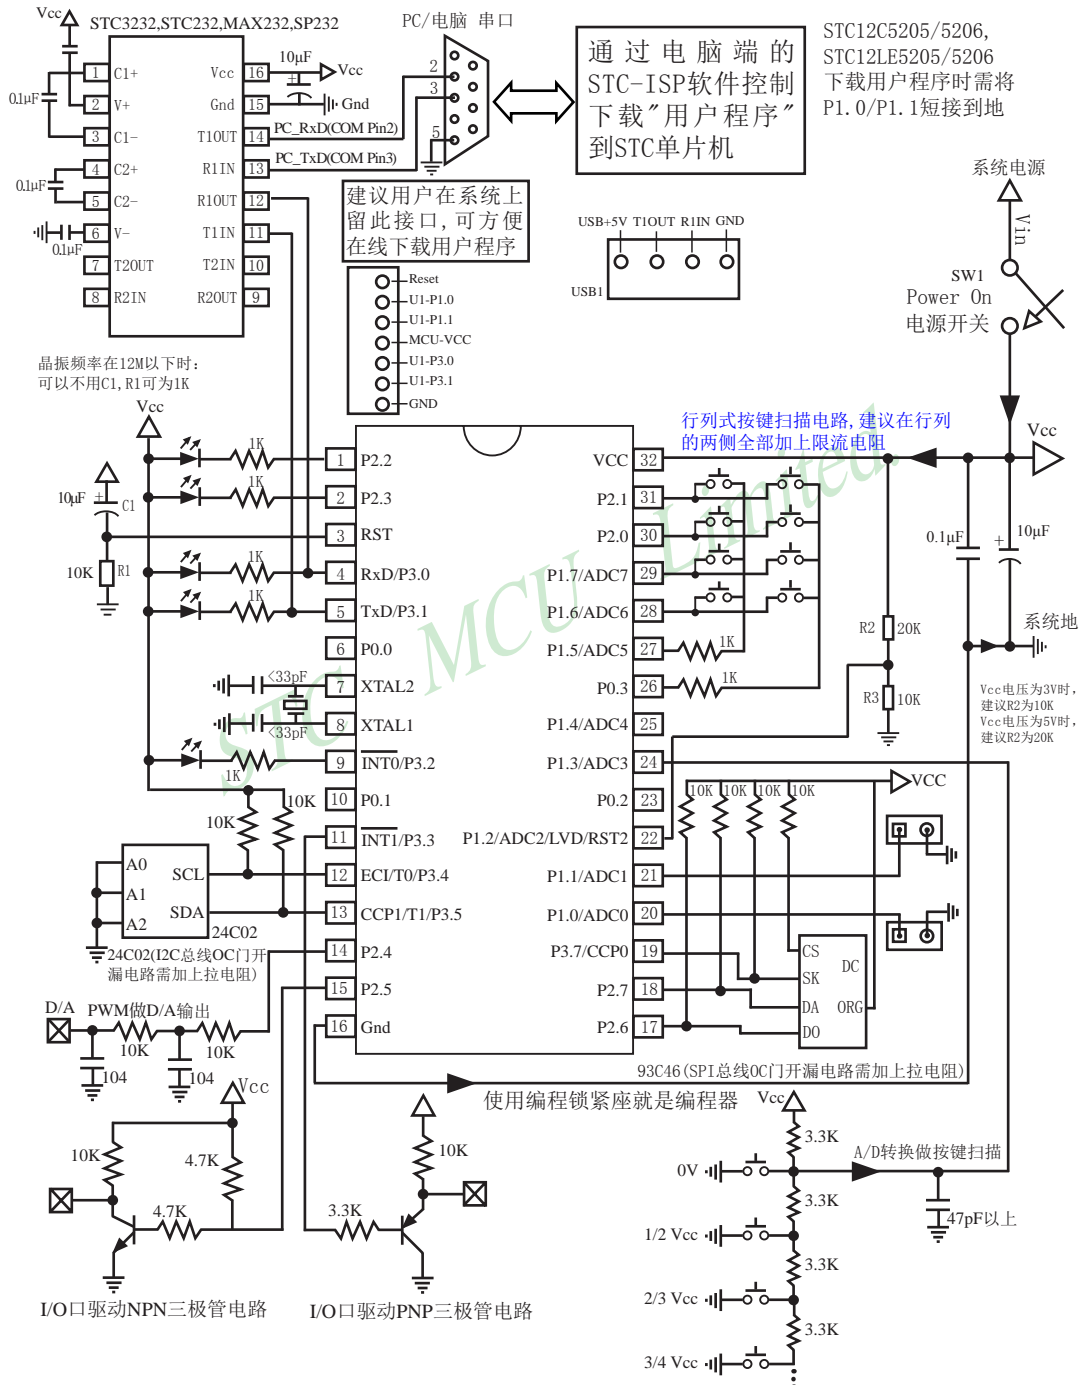 Vcc
STC3232,STC232,MAX232,SP232
PC/电脑 串口
通过电脑端的
STC-ISP软件控制
下载"用户程序"
到STC单片机
STC12C5205/5206,
STC12LE5205/5206
下载用户程序时需将
P1.0/P1.1短接到地
0.1μF
1 C1+
2 V+
3 C1-
4 C2+
5 C2-
6 V-
7 T2OUT
8 R2IN
Vcc 16
Gnd 15
T1OUT 14
R1IN 13
R1OUT 12
T1IN 11
T2IN 10
R2OUT 9
0.1μF
0.1μF
10μF
+
Vcc
Gnd
PC_RxD(COM Pin2)
PC_TxD(COM Pin3)
2
3
5
建议用户在系统上
留此接口,可方便
在线下载用户程序
Reset
U1-P1.0
U1-P1.1
MCU-VCC
U1-P3.0
U1-P3.1
GND
USB+5V T1OUT R1IN GND
USB1
系统电源
Vin
SW1
Power On
电源开关
晶振频率在12M以下时:
可以不用C1,R1可为1K
Vcc
行列式按键扫描电路,建议在行列
的两侧全部加上限流电阻
Vcc
1K
1K
10μF
+
C1
10K
R1
1K
1K
<33pF
<33pF
1K
10K
10K
1 P2.2
2 P2.3
3 RST
4 RxD/P3.0
5 TxD/P3.1
6 P0.0
7 XTAL2
8 XTAL1
9 INT0/P3.2
10 P0.1
11 INT1/P3.3
12 ECI/T0/P3.4
13 CCP1/T1/P3.5
14 P2.4
15 P2.5
16 Gnd
VCC 32
P2.1 31
P2.0 30
P1.7/ADC7 29
P1.6/ADC6 28
P1.5/ADC5 27
P0.3 26
P1.4/ADC4 25
P1.3/ADC3 24
P0.2 23
P1.2/ADC2/LVD/RST2 22
P1.1/ADC1 21
P1.0/ADC0 20
P3.7/CCP0 19
P2.7 18
P2.6 17
STC MCU Limited.
1K
1K
0.1μF
+
10μF
系统地
R2
20K
R3
10K
Vcc电压为3V时,
建议R2为10K
Vcc电压为5V时,
建议R2为20K
10K
10K
10K
10K
VCC
CS
SK
DA
DO
DC
ORG
93C46(SPI总线OC门开漏电路需加上拉电阻)
A0
A1
A2
SCL
SDA
24C02
24C02(I2C总线OC门开
漏电路需加上拉电阻)
D/A
PWM做D/A输出
10K
10K
104
104
Vcc
10K
4.7K
4.7K
I/O口驱动NPN三极管电路
10K
3.3K
I/O口驱动PNP三极管电路
使用编程锁紧座就是编程器
Vcc
3.3K
0V
A/D转换做按键扫描
47pF以上
3.3K
1/2 Vcc
3.3K
2/3 Vcc
3.3K
3/4 Vcc